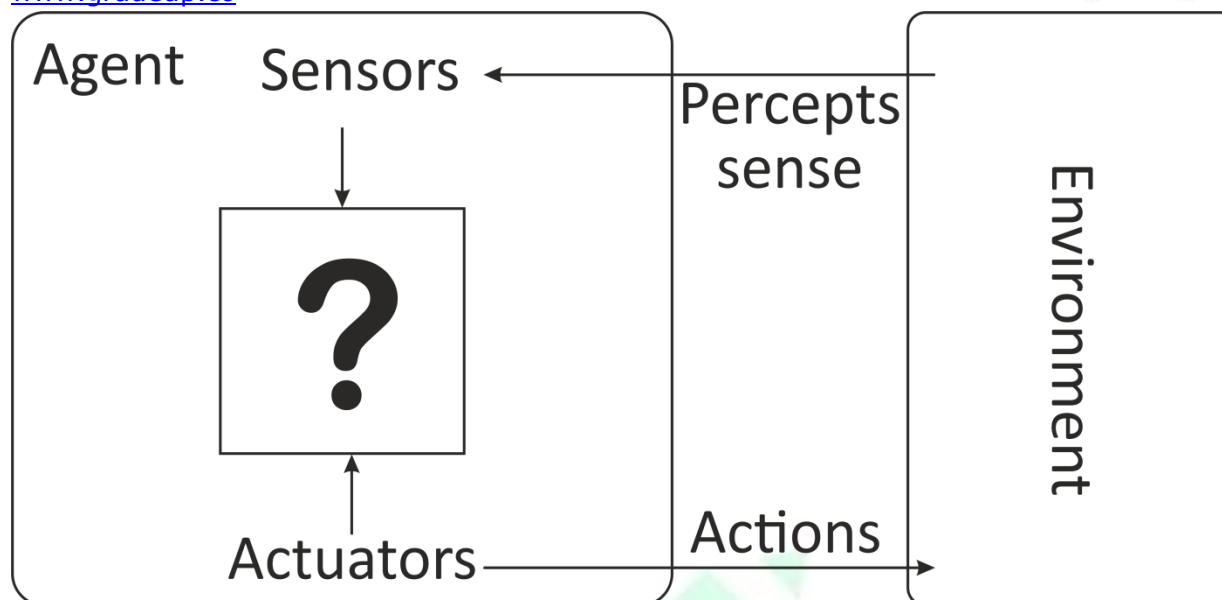 Agent
Sensors
Percepts
sense
?
Environment
Actuators
Actions